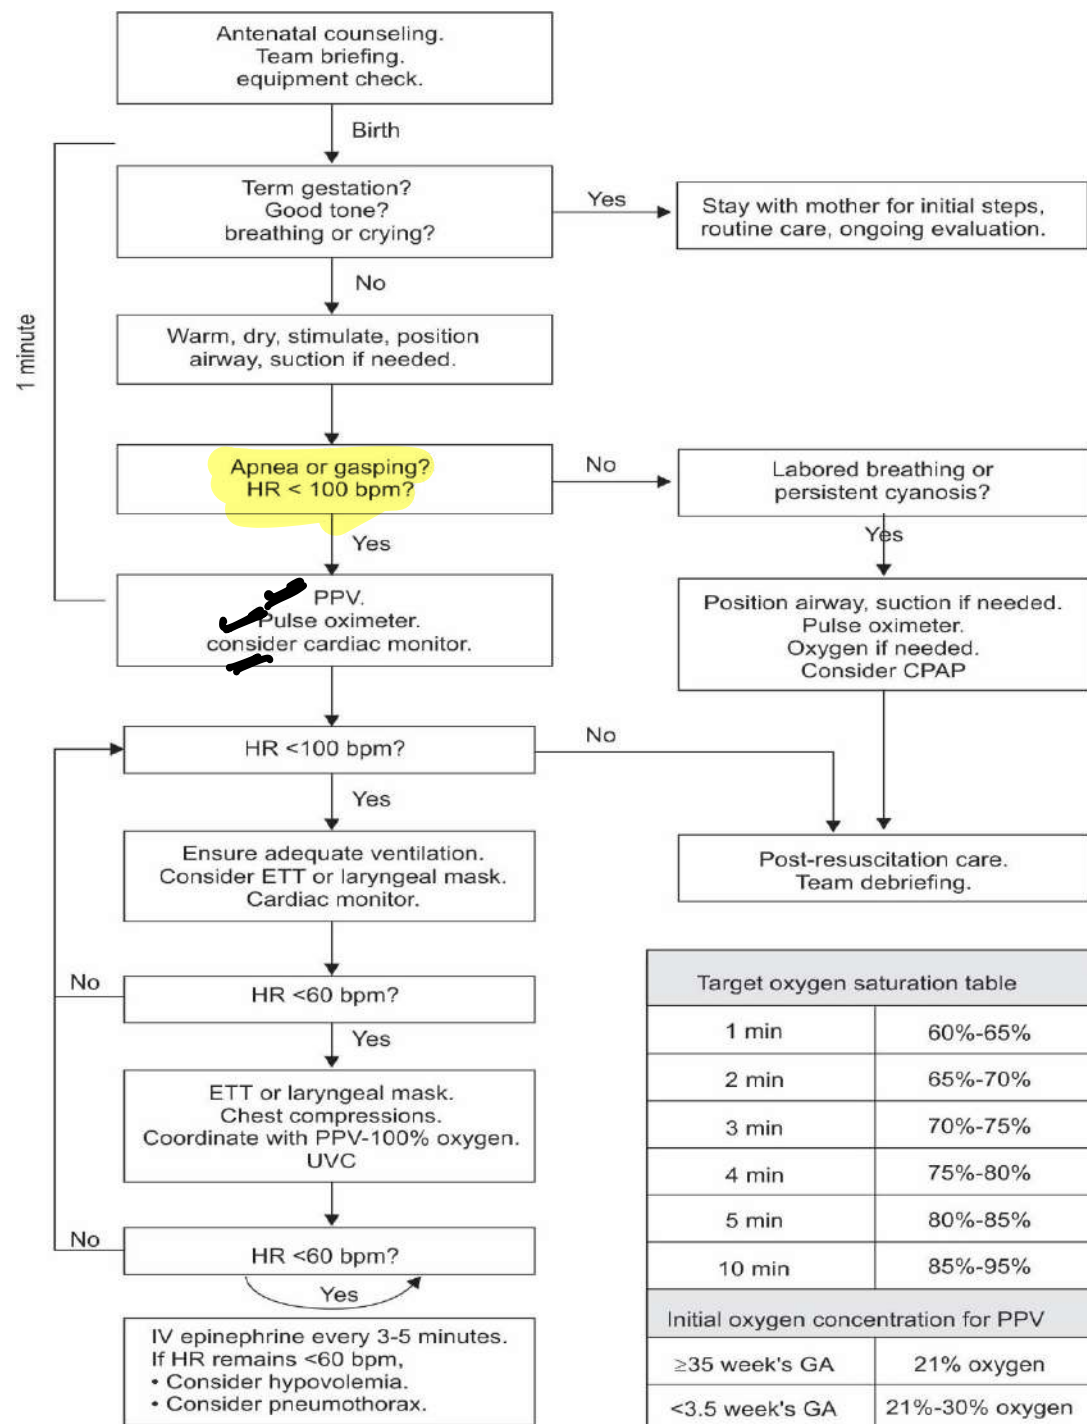 Antenatal counseling.
Team briefing.
equipment check.
Birth
1 minute
Term gestation?
Good tone?
breathing or crying?
Yes
Stay with mother for initial steps,
routine care, ongoing evaluation.
No
Warm, dry, stimulate, position
airway, suction if needed.
Apnea or gasping?
HR < 100 bpm?
No
Labored breathing or
persistent cyanosis?
Yes
Yes
PPV.
Pulse oximeter.
consider cardiac monitor.
Position airway, suction if needed.
Pulse oximeter.
Oxygen if needed.
Consider CPAP
HR <100 bpm?
No
Yes
Ensure adequate ventilation.
Consider ETT or laryngeal mask.
Cardiac monitor.
Post-resuscitation care.
Team debriefing.
No
HR <60 bpm?
Yes
ETT or laryngeal mask.
Chest compressions.
Coordinate with PPV-100% oxygen.
UVC
No
HR <60 bpm?
Yes
IV epinephrine every 3-5 minutes.
If HR remains <60 bpm,
• Consider hypovolemia.
• Consider pneumothorax.
Target oxygen saturation table
1 min 60%-65%
2 min 65%-70%
3 min 70%-75%
4 min 75%-80%
5 min 80%-85%
10 min 85%-95%
Initial oxygen concentration for PPV
≥35 week's GA 21% oxygen
<3.5 week's GA 21%-30% oxygen